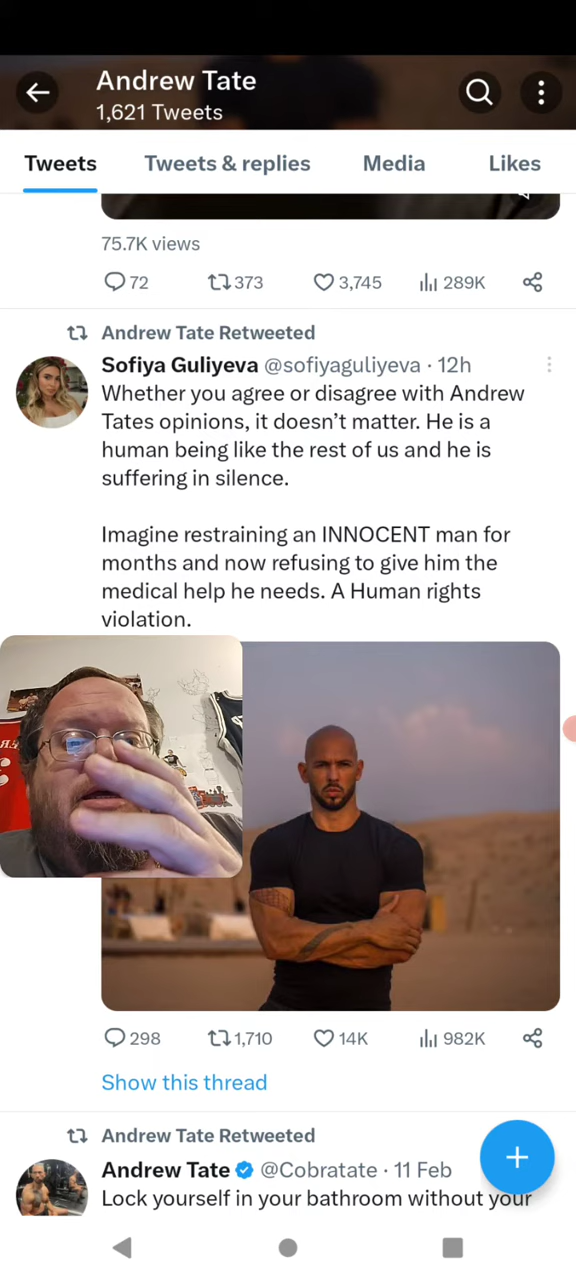 Andrew Tate
1,621 Tweets
Tweets Tweets & replies Media Likes
75.7K views
72 373 3,745 289K
Andrew Tate Retweeted
Sofiya Guliyeva @sofiyaguliyeva · 12h
Whether you agree or disagree with Andrew
Tates opinions, it doesn’t matter. He is a
human being like the rest of us and he is
suffering in silence.
Imagine restraining an INNOCENT man for
months and now refusing to give him the
medical help he needs. A Human rights
violation.
298 1,710 14K 982K
Show this thread
Andrew Tate Retweeted
Andrew Tate @Cobratate · 11 Feb
Lock yourself in your bathroom without your